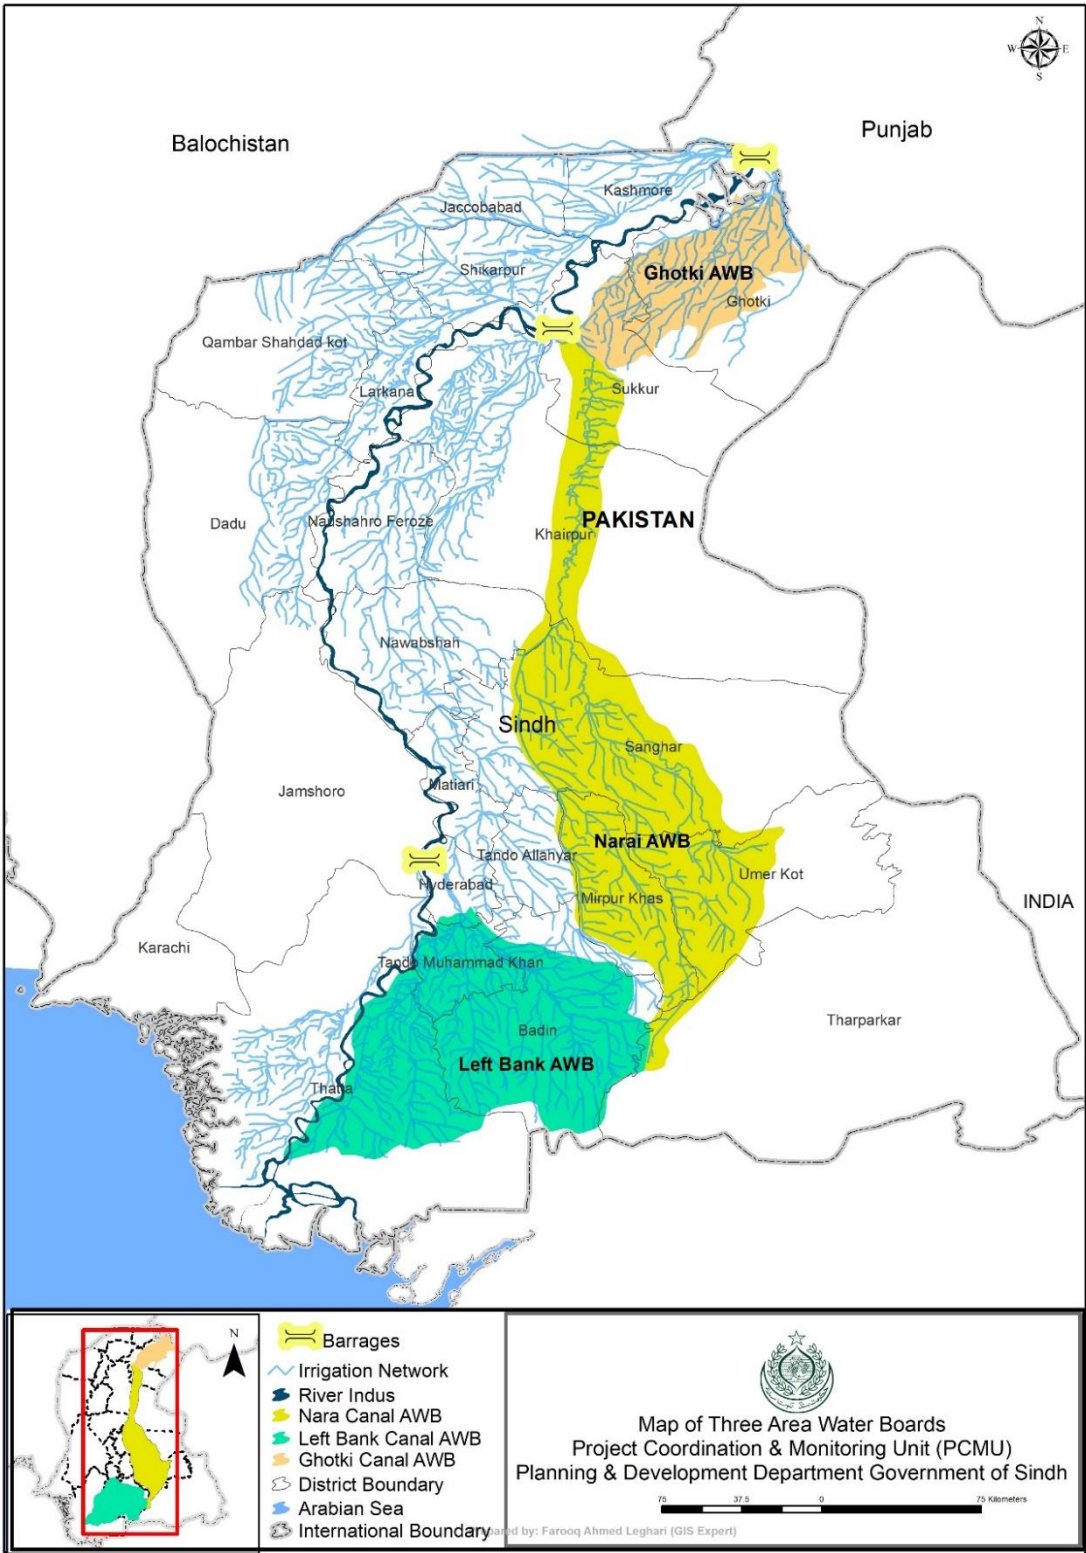 N
W
E
S
Balochistan
Punjab
Kashmore
Jaccobabad
Shikarpur
Ghotki AWB
Ghotki
Qambar Shahdad kot
Larkana
Sukkur
Dadu
Naushahro Feroze
Khairpur
PAKISTAN
Nawabshah
Sindh
Sanghar
Jamshoro
Matiari
Narai AWB
Tando Allahyar
Umer Kot
Hyderabad
Mirpur Khas
INDIA
Karachi
Tando Muhammad Khan
Tharparkar
Badin
Left Bank AWB
Thatta
N
Barrages
Irrigation Network
River Indus
Nara Canal AWB
Left Bank Canal AWB
Ghotki Canal AWB
District Boundary
Arabian Sea
International Boundary
Map of Three Area Water Boards
Project Coordination & Monitoring Unit (PCMU)
Planning & Development Department Government of Sindh
75 37.5 0 75 Kilometers
by: Farooq Ahmed Leghari (GIS Expert)